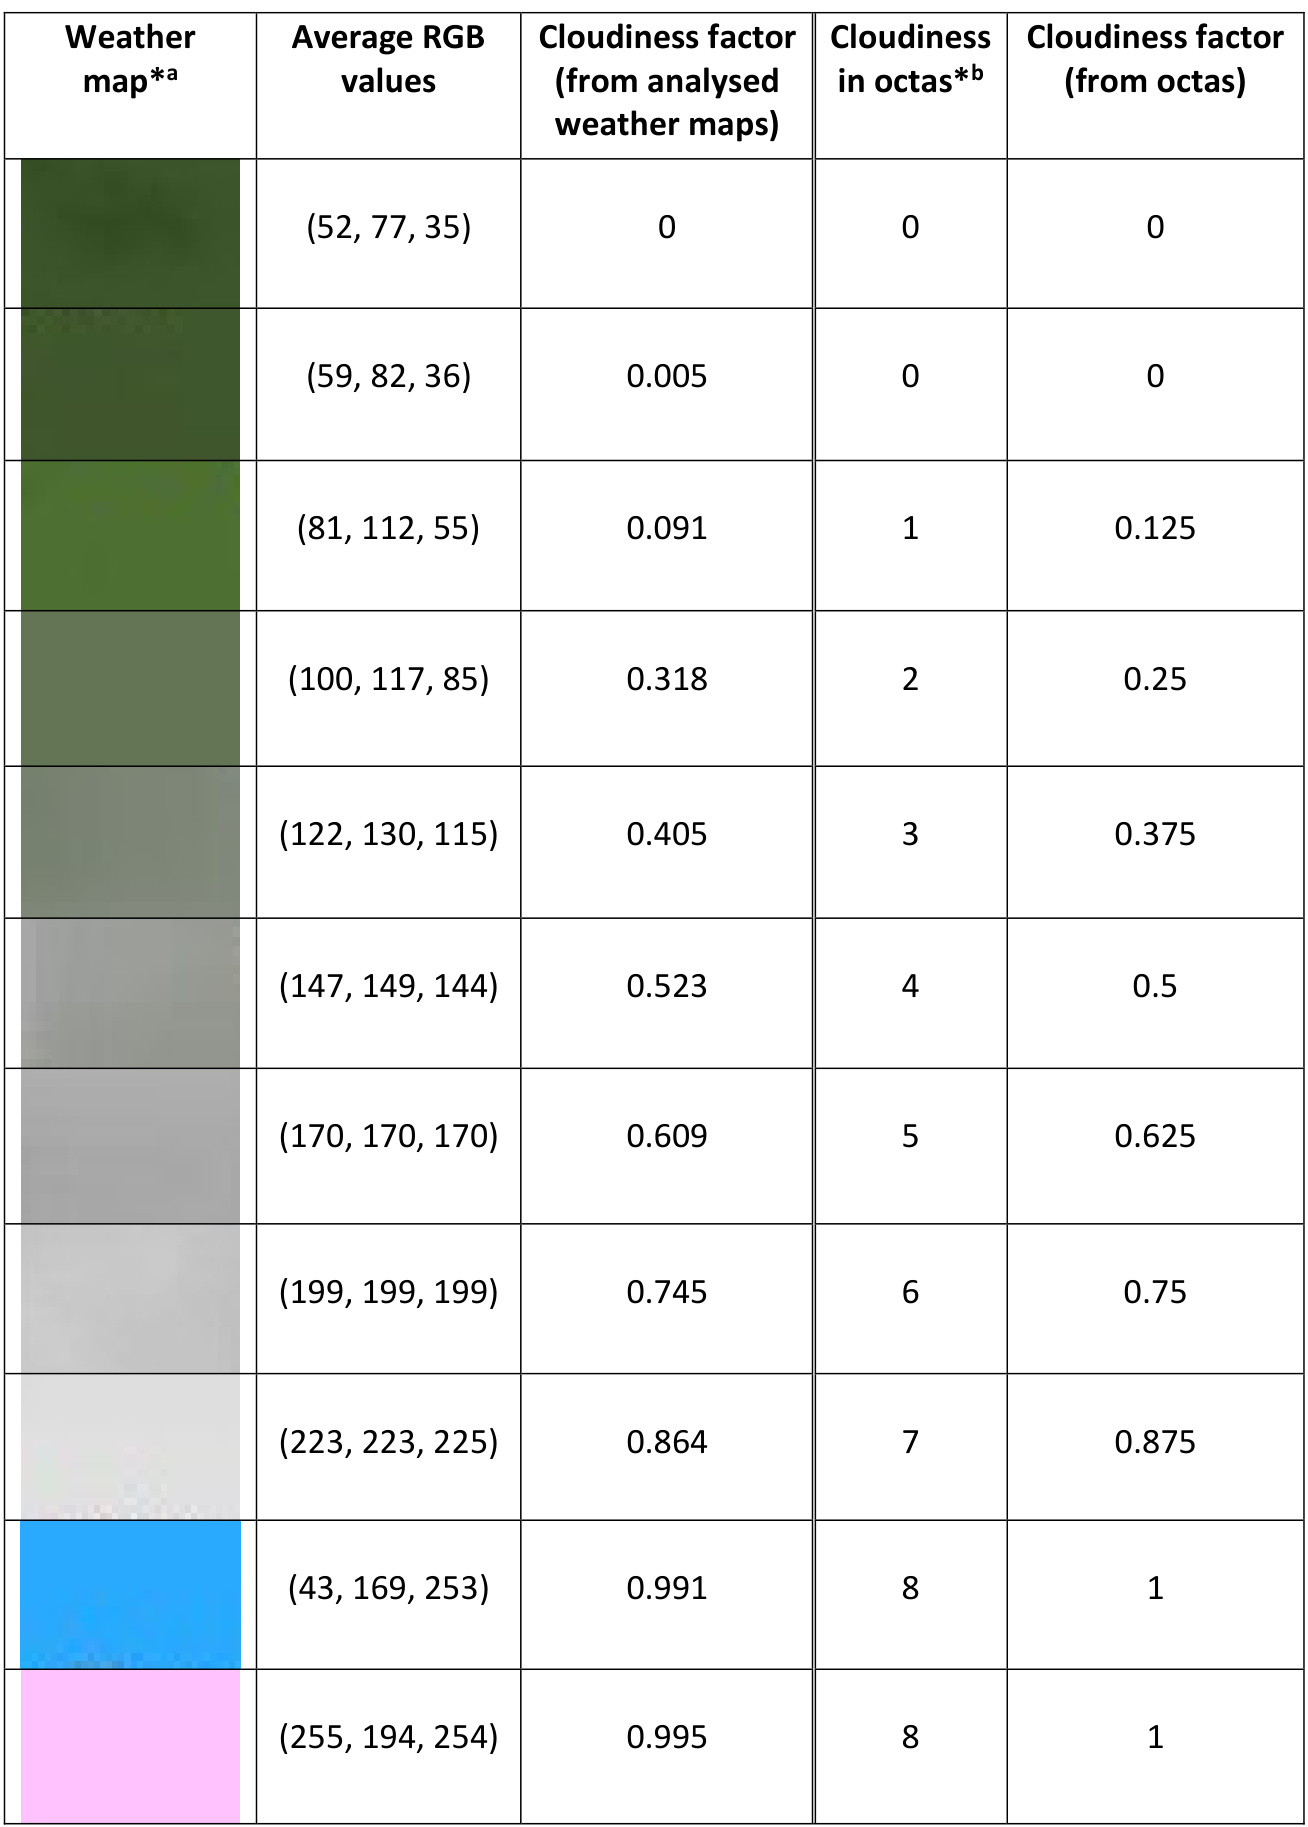 Weather map*ᵃ | Average RGB values | Cloudiness factor (from analysed weather maps) | Cloudiness in octas*ᵇ | Cloudiness factor (from octas)
(52, 77, 35) | 0 | 0 | 0
(59, 82, 36) | 0.005 | 0 | 0
(81, 112, 55) | 0.091 | 1 | 0.125
(100, 117, 85) | 0.318 | 2 | 0.25
(122, 130, 115) | 0.405 | 3 | 0.375
(147, 149, 144) | 0.523 | 4 | 0.5
(170, 170, 170) | 0.609 | 5 | 0.625
(199, 199, 199) | 0.745 | 6 | 0.75
(223, 223, 225) | 0.864 | 7 | 0.875
(43, 169, 253) | 0.991 | 8 | 1
(255, 194, 254) | 0.995 | 8 | 1